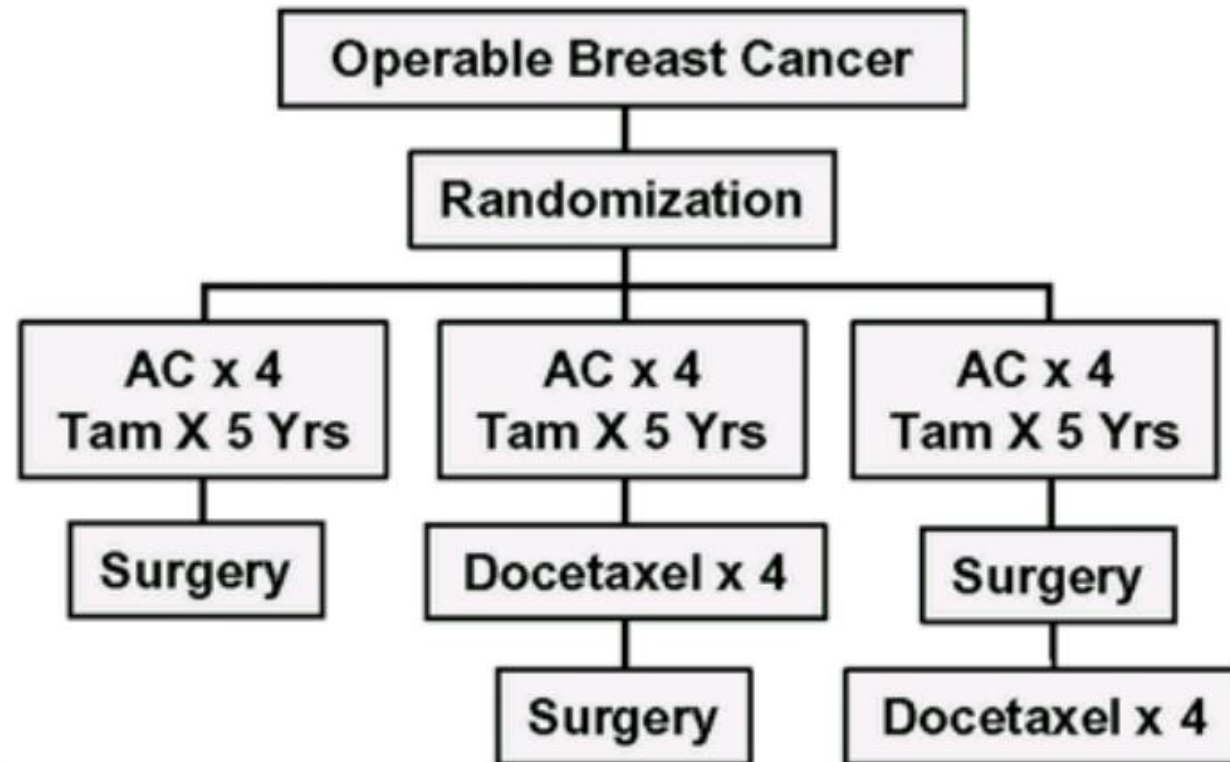 Operable Breast Cancer
Randomization
AC x 4
Tam X 5 Yrs
AC x 4
Tam X 5 Yrs
AC x 4
Tam X 5 Yrs
Surgery
Docetaxel x 4
Surgery
Surgery
Docetaxel x 4